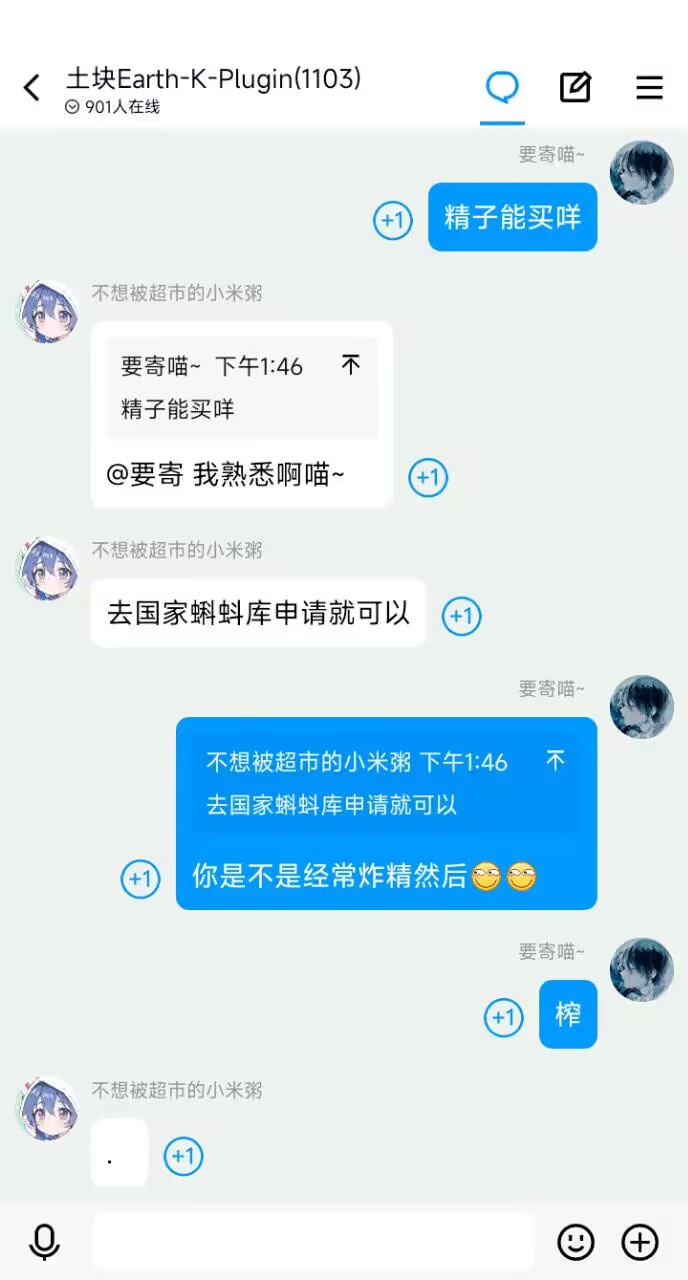 土块Earth-K-Plugin(1103)
901人在线
要寄喵~
精子能买咩
+1
不想被超市的小米粥
要寄喵~ 下午1:46
精子能买咩
@要寄 我熟悉啊喵~
+1
不想被超市的小米粥
去国家蝌蚪库申请就可以
+1
要寄喵~
不想被超市的小米粥 下午1:46
去国家蝌蚪库申请就可以
你是不是经常炸精然后
+1
要寄喵~
榨
+1
不想被超市的小米粥
.
+1